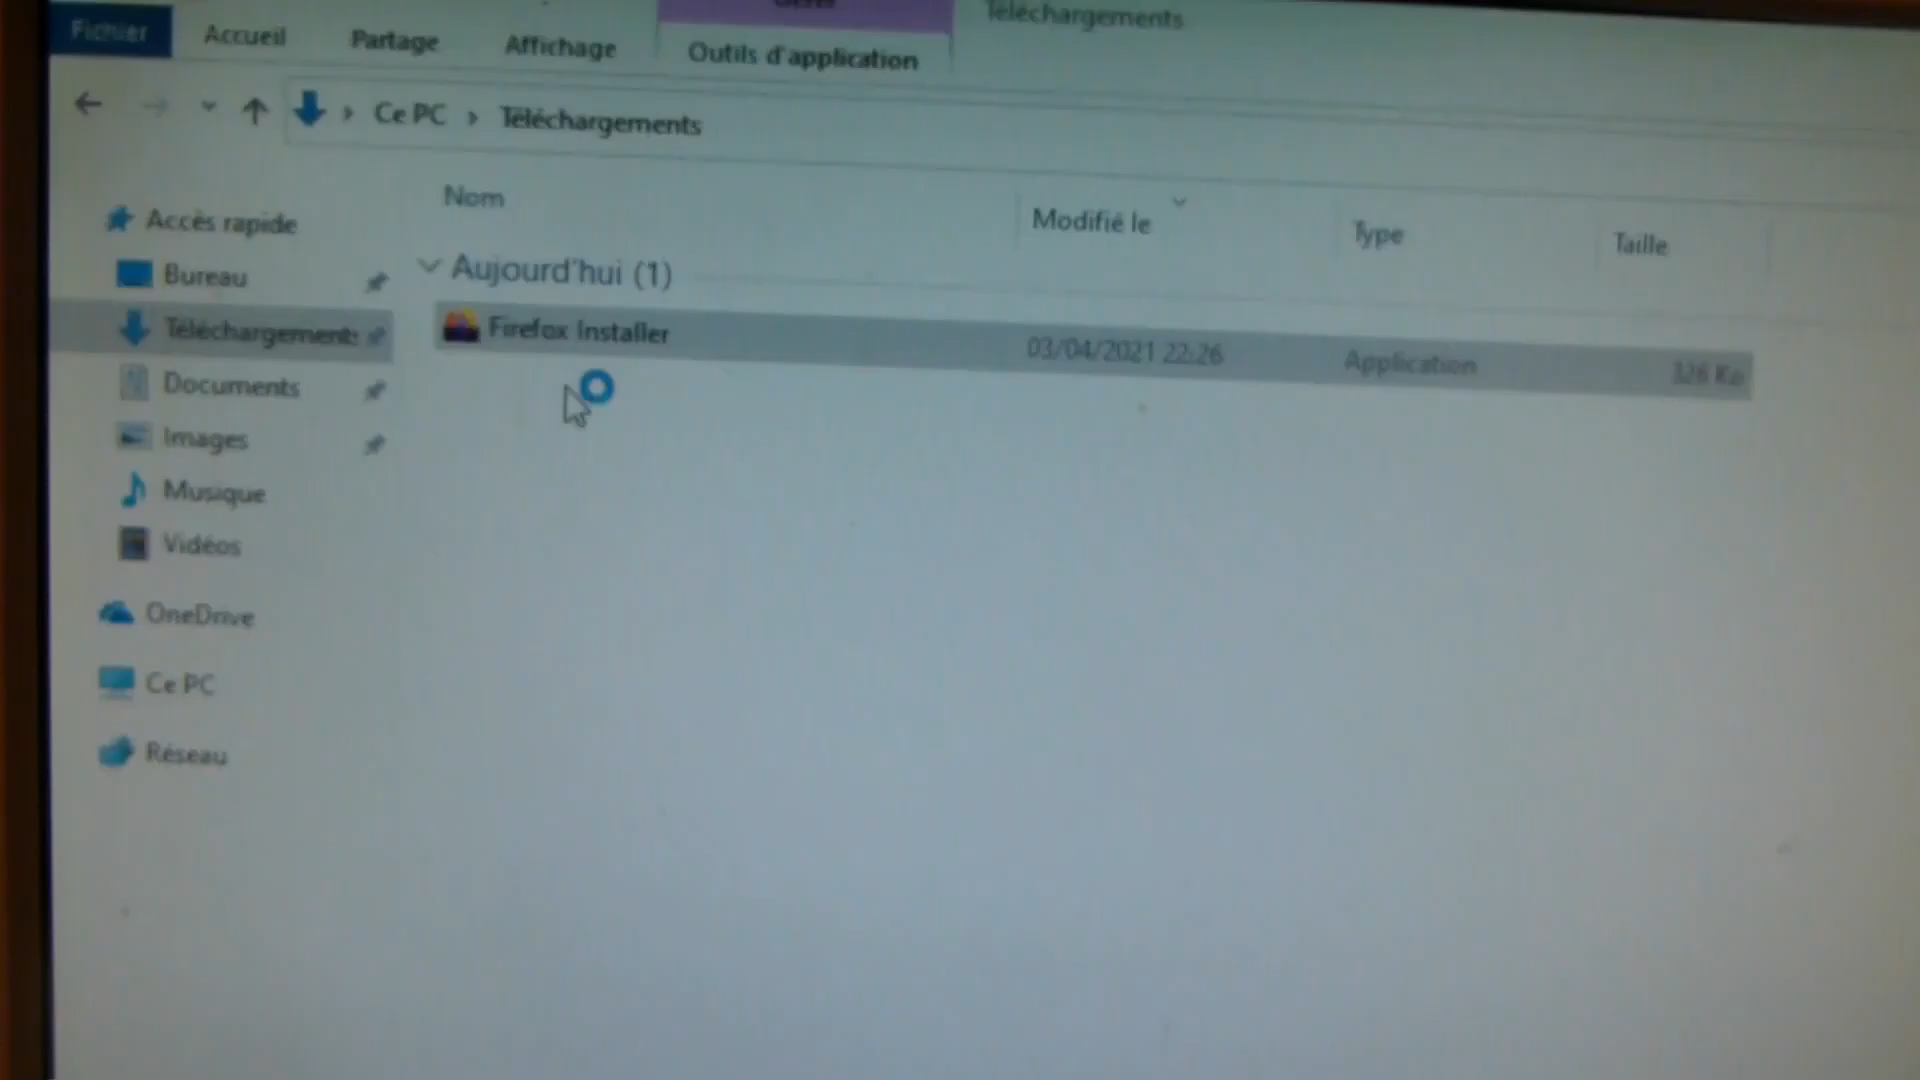 Fichier Accueil Partage Affichage Outils d'application Téléchargements
Ce PC Téléchargements
Nom Modifié le Type Taille
Accès rapide
Bureau
Téléchargements
Documents
Images
Musique
Vidéos
OneDrive
Ce PC
Réseau
Aujourd'hui (1)
Firefox Installer 03/04/2021 22:26 Application 326 Ko